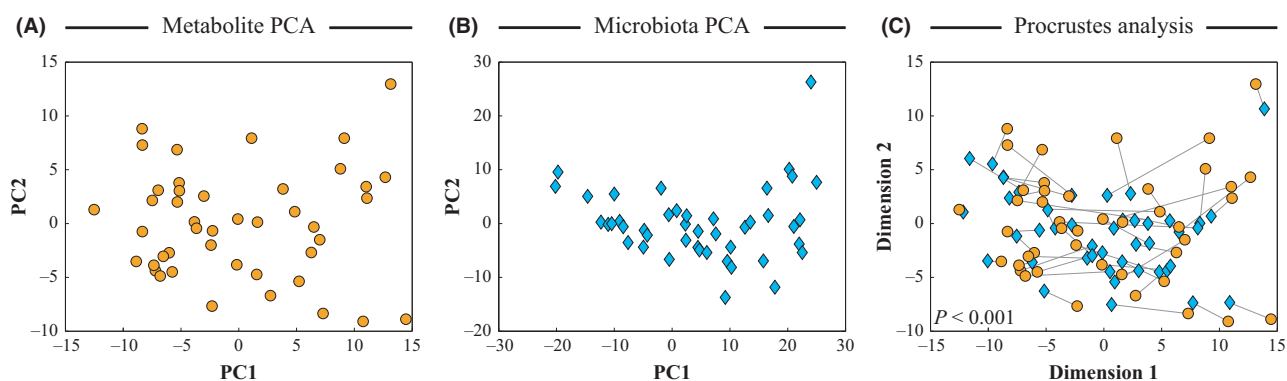 (A) Metabolite PCA
15
10
5
0
−5
−10
−15 −10 −5 0 5 10 15
PC2
PC1
(B) Microbiota PCA
30
20
10
0
−10
−20
−30 −20 −10 0 10 20 30
PC2
PC1
(C) Procrustes analysis
15
10
5
0
−5
−10
−15 −10 −5 0 5 10 15
Dimension 2
P < 0.001
Dimension 1